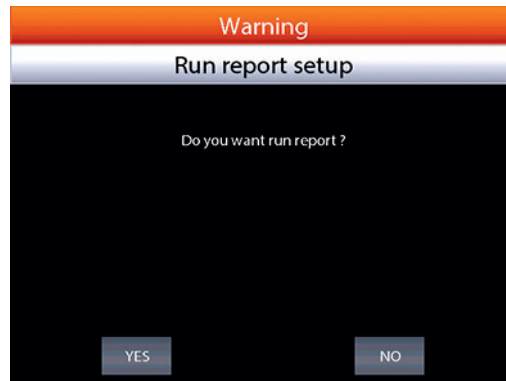 Warning
Run report setup
Do you want run report ?
YES
NO